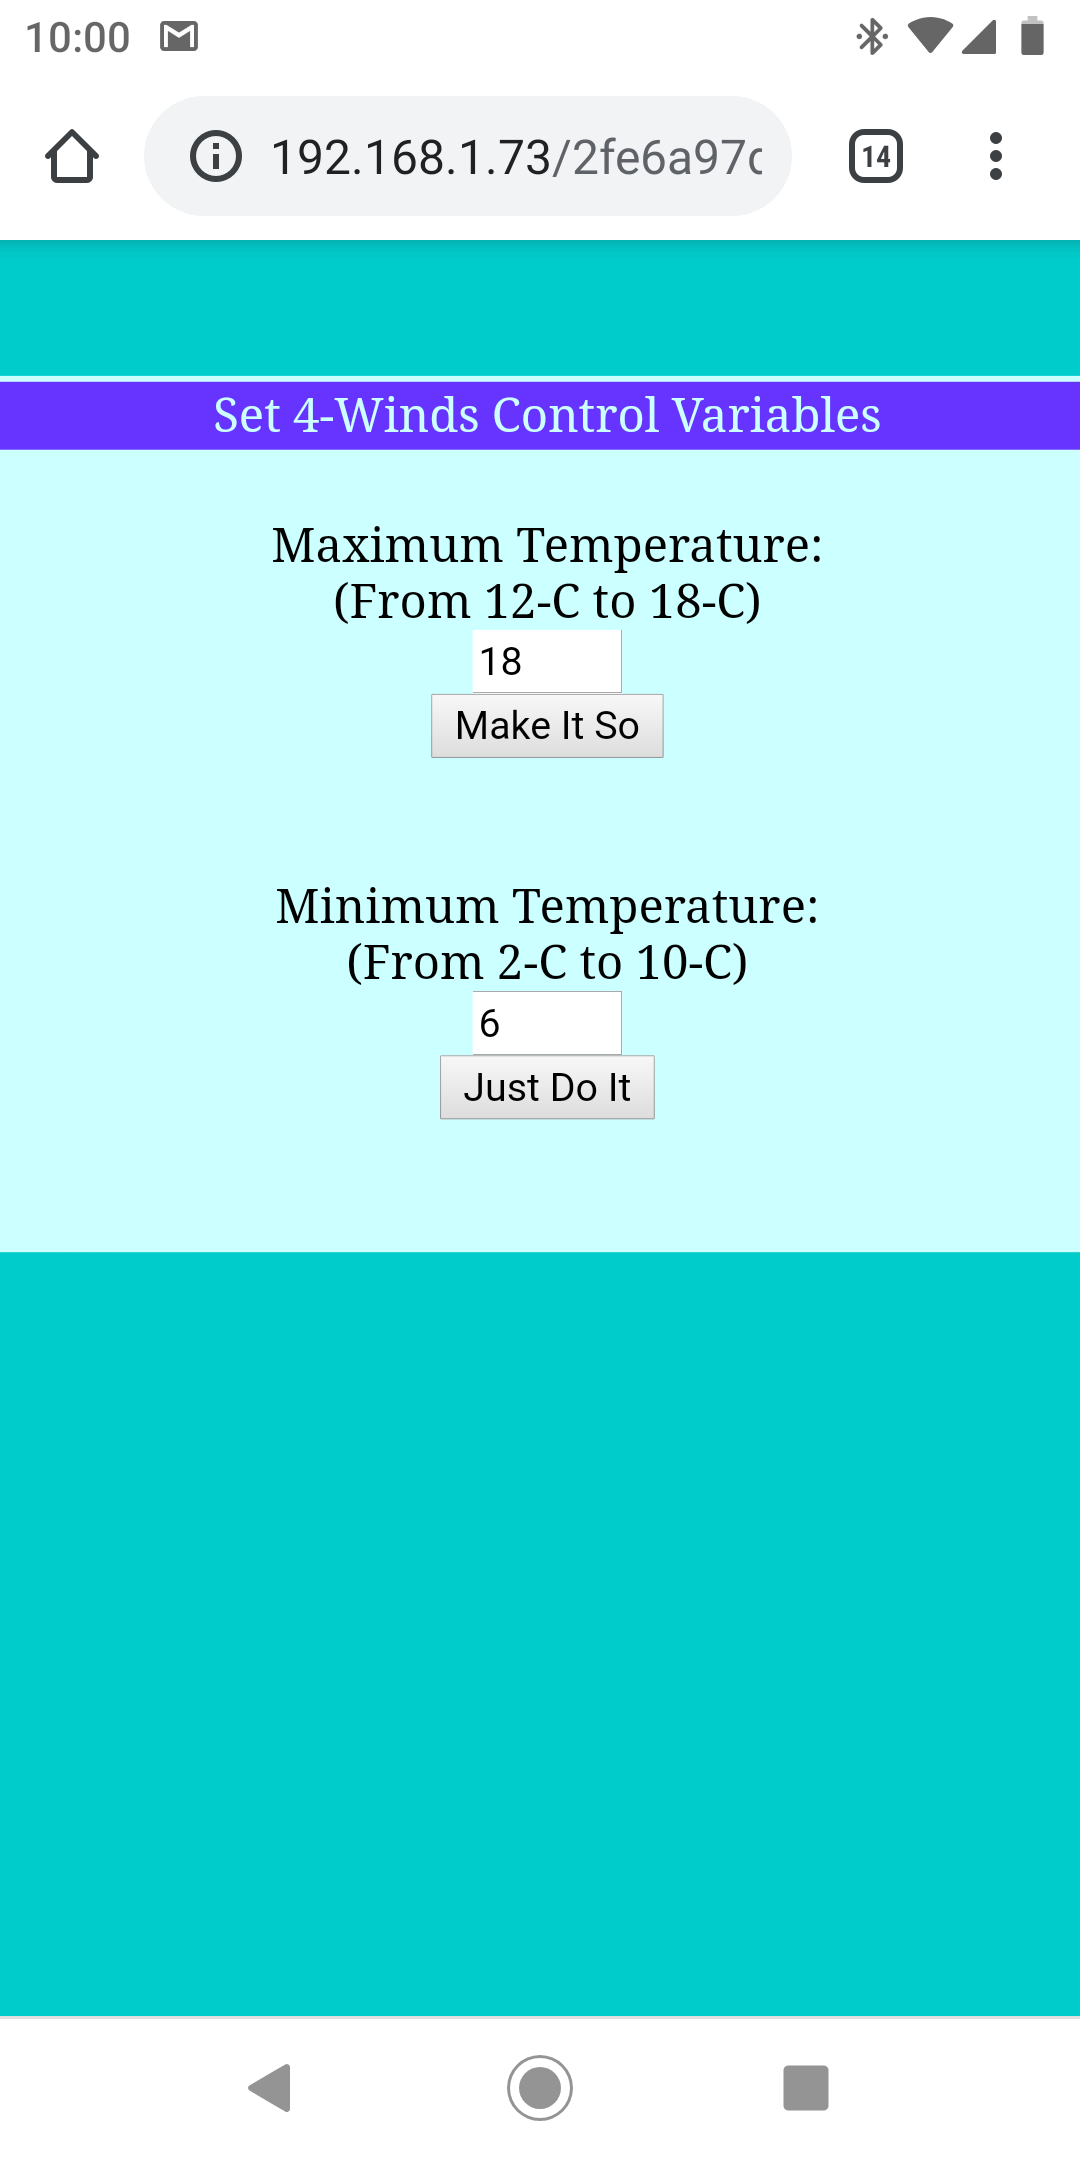 10:00
192.168.1.73/2fe6a97c
14
Set 4-Winds Control Variables
Maximum Temperature:
(From 12-C to 18-C)
18
Make It So
Minimum Temperature:
(From 2-C to 10-C)
6
Just Do It